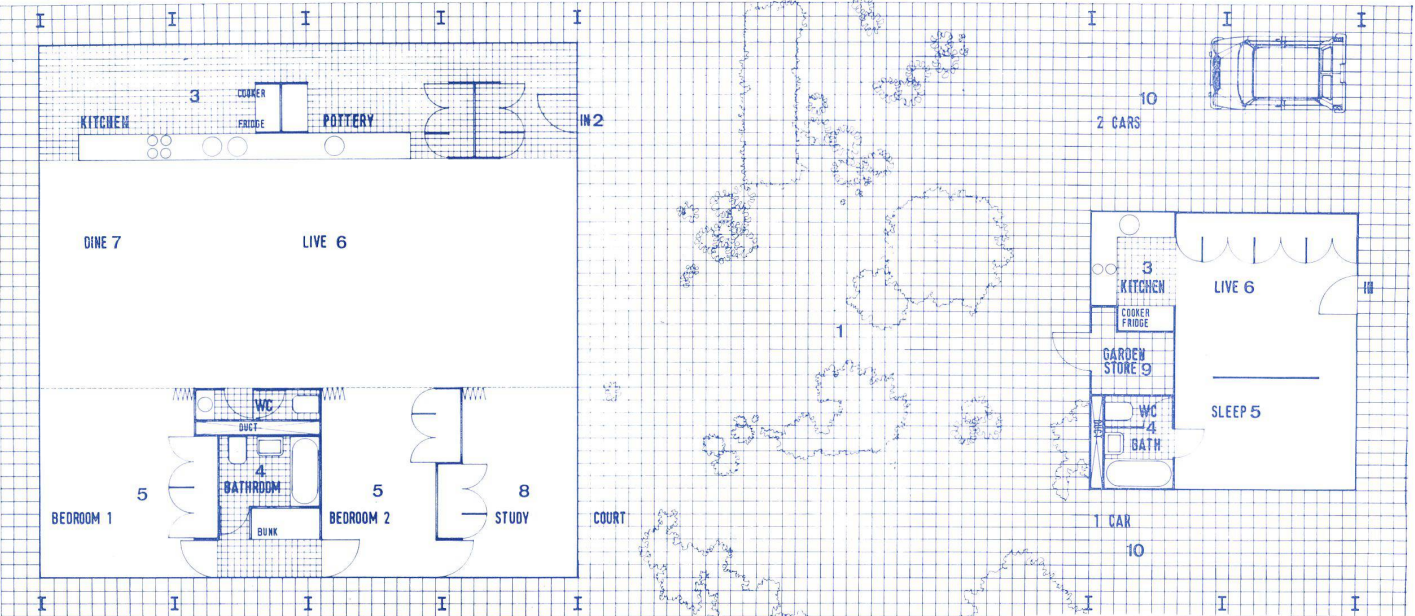 3
COOKER
KITCHEN
FRIDGE
POTTERY
IN 2
DINE 7
LIVE 6
WC
DUCT
4
BATHROOM
5
BEDROOM 1
BUNK
5
BEDROOM 2
8
STUDY
COURT
1
10
2 CARS
3
KITCHEN
LIVE 6
IN
COOKER
FRIDGE
GARDEN
STORE 9
DUCT
WC
4
BATH
SLEEP 5
1 CAR
10